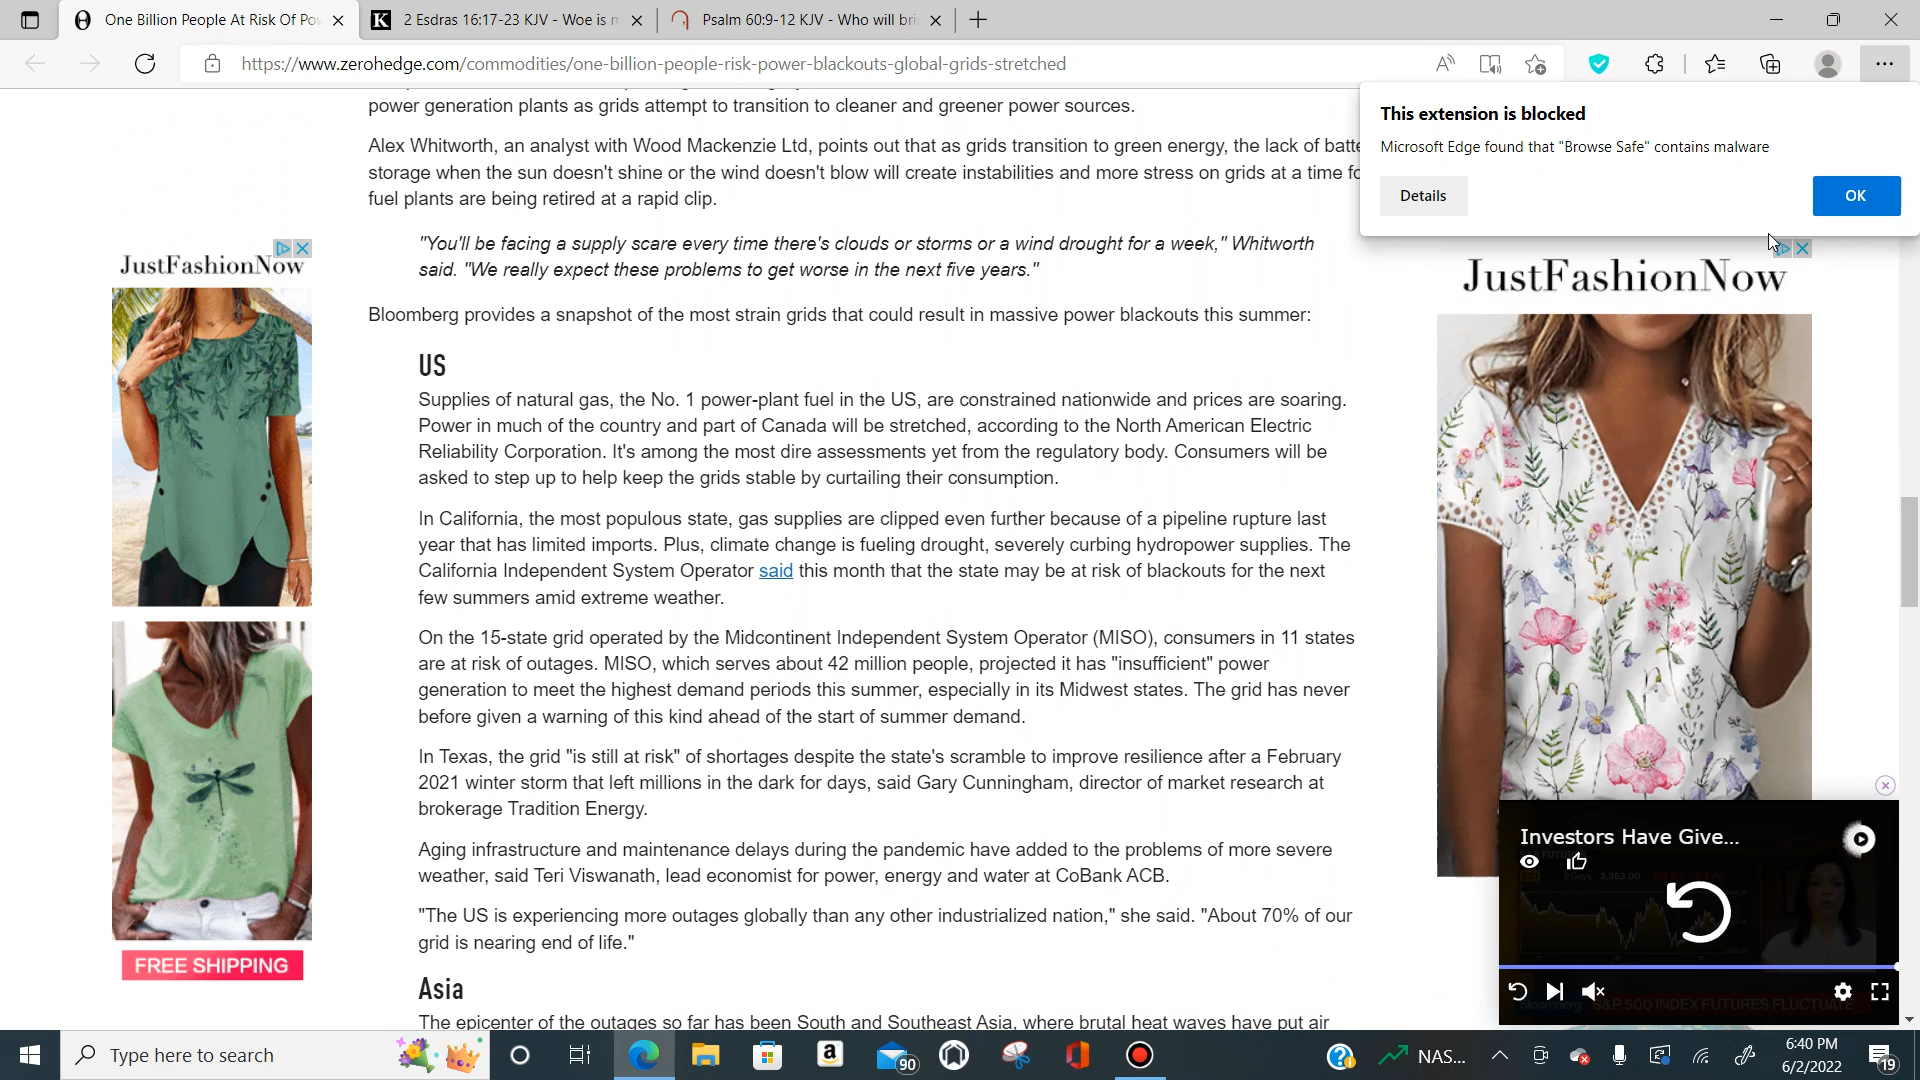 One Billion People At Risk Of Po
2 Esdras 16:17-23 KJV - Woe is
Psalm 60:9-12 KJV - Who will bri
https://www.zerohedge.com/commodities/one-billion-people-risk-power-blackouts-global-grids-stretched
This extension is blocked
Microsoft Edge found that "Browse Safe" contains malware
Details
OK
power generation plants as grids attempt to transition to cleaner and greener power sources.
Alex Whitworth, an analyst with Wood Mackenzie Ltd, points out that as grids transition to green energy, the lack of batte
storage when the sun doesn't shine or the wind doesn't blow will create instabilities and more stress on grids at a time fo
fuel plants are being retired at a rapid clip.
"You'll be facing a supply scare every time there's clouds or storms or a wind drought for a week," Whitworth
said. "We really expect these problems to get worse in the next five years."
Bloomberg provides a snapshot of the most strain grids that could result in massive power blackouts this summer:
US
Supplies of natural gas, the No. 1 power-plant fuel in the US, are constrained nationwide and prices are soaring.
Power in much of the country and part of Canada will be stretched, according to the North American Electric
Reliability Corporation. It's among the most dire assessments yet from the regulatory body. Consumers will be
asked to step up to help keep the grids stable by curtailing their consumption.
In California, the most populous state, gas supplies are clipped even further because of a pipeline rupture last
year that has limited imports. Plus, climate change is fueling drought, severely curbing hydropower supplies. The
California Independent System Operator said this month that the state may be at risk of blackouts for the next
few summers amid extreme weather.
On the 15-state grid operated by the Midcontinent Independent System Operator (MISO), consumers in 11 states
are at risk of outages. MISO, which serves about 42 million people, projected it has "insufficient" power
generation to meet the highest demand periods this summer, especially in its Midwest states. The grid has never
before given a warning of this kind ahead of the start of summer demand.
In Texas, the grid "is still at risk" of shortages despite the state's scramble to improve resilience after a February
2021 winter storm that left millions in the dark for days, said Gary Cunningham, director of market research at
brokerage Tradition Energy.
Aging infrastructure and maintenance delays during the pandemic have added to the problems of more severe
weather, said Teri Viswanath, lead economist for power, energy and water at CoBank ACB.
"The US is experiencing more outages globally than any other industrialized nation," she said. "About 70% of our
grid is nearing end of life."
Asia
The epicenter of the outages so far has been South and Southeast Asia, where brutal heat waves have put air
JustFashionNow
FREE SHIPPING
JustFashionNow
Investors Have Give...
Bloomberg S&P 500 INDEX FUTURES FLUCTUATE
Type here to search
90
NAS...
6:40 PM
6/2/2022
19